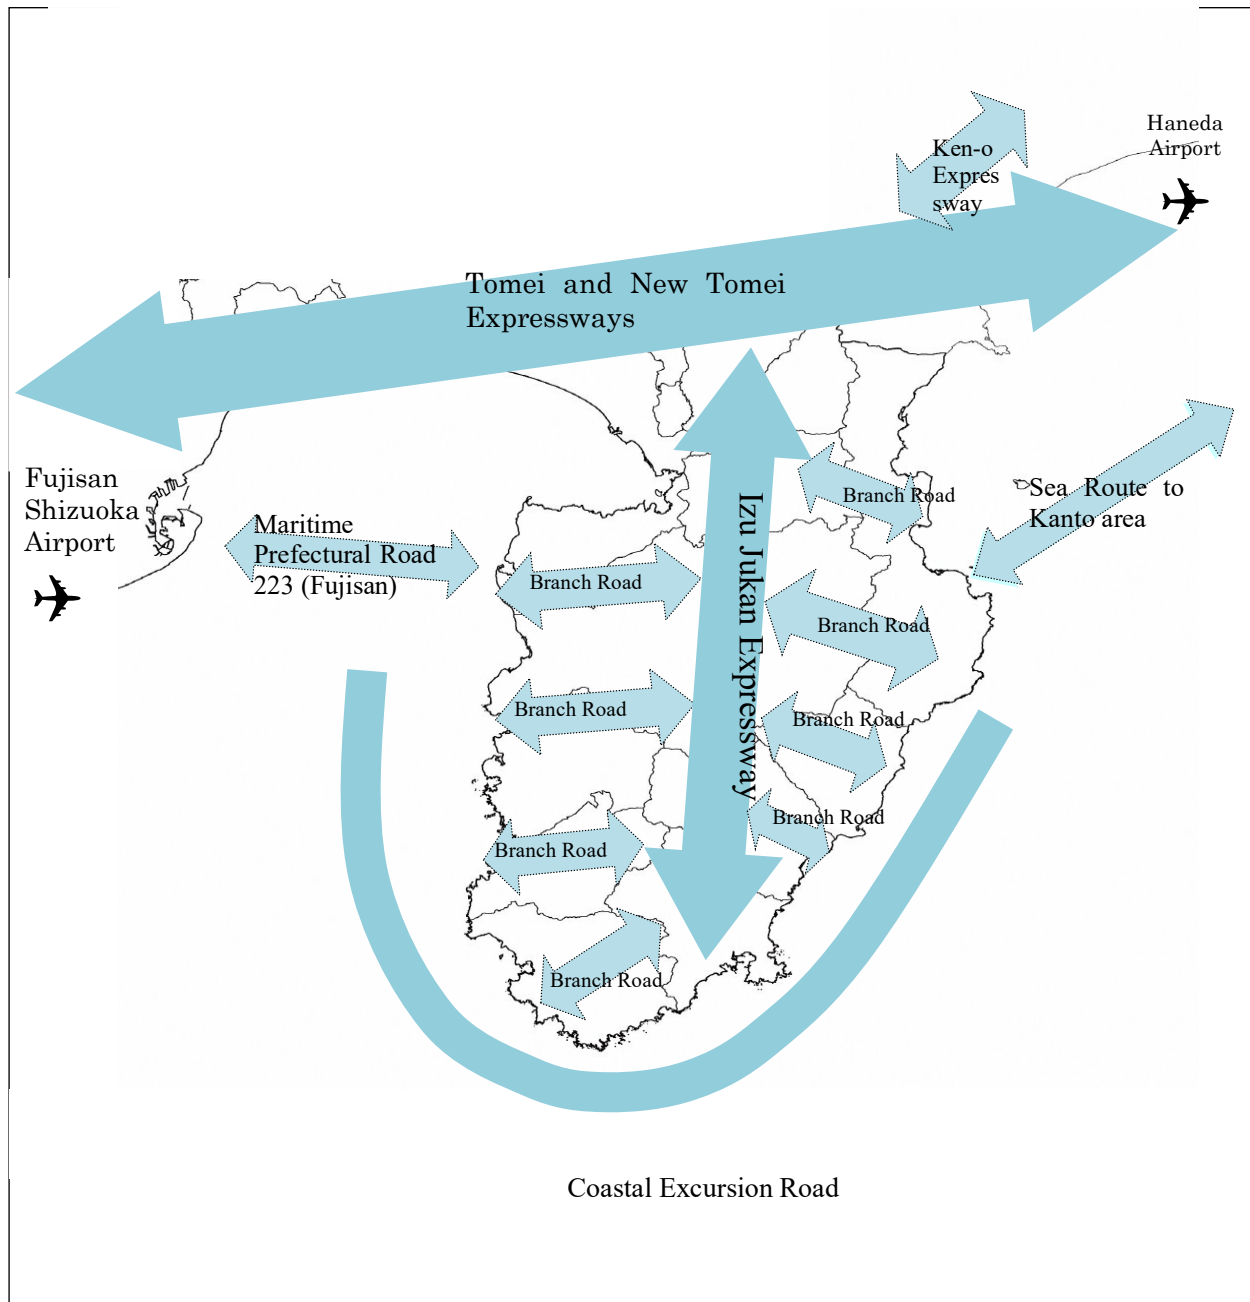 Haneda
Airport
Ken-o
Expres
sway
Tomei and New Tomei
Expressways
Fujisan
Shizuoka
Airport
Maritime
Prefectural Road
223 (Fujisan)
Sea Route to
Kanto area
Izu Jukan Expressway
Branch Road
Branch Road
Branch Road
Branch Road
Branch Road
Branch Road
Branch Road
Branch Road
Coastal Excursion Road